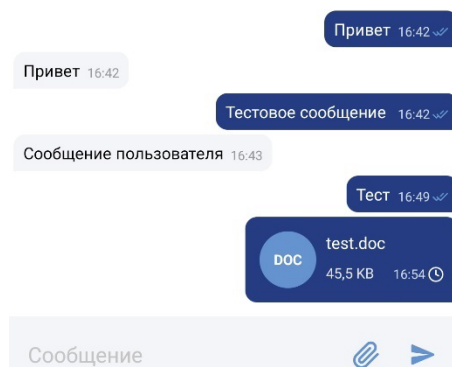 Привет 16:42
Привет 16:42
Тестовое сообщение 16:42
Сообщение пользователя 16:43
Тест 16:49
DOC
test.doc
45,5 KB 16:54
Сообщение